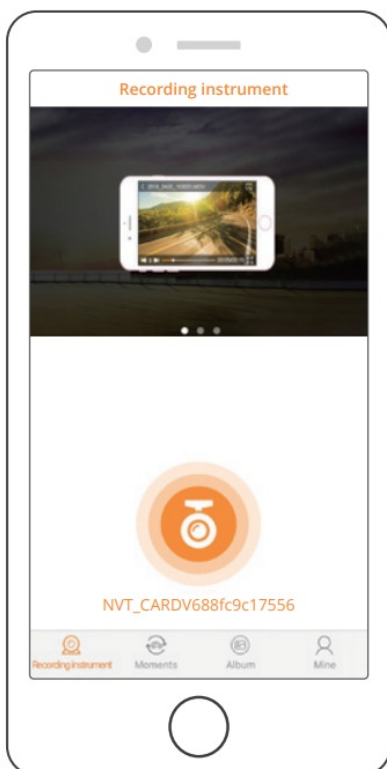 Recording instrument
NVT_CARDV688fc9c17556
Recording instrument
Moments
Album
Mine